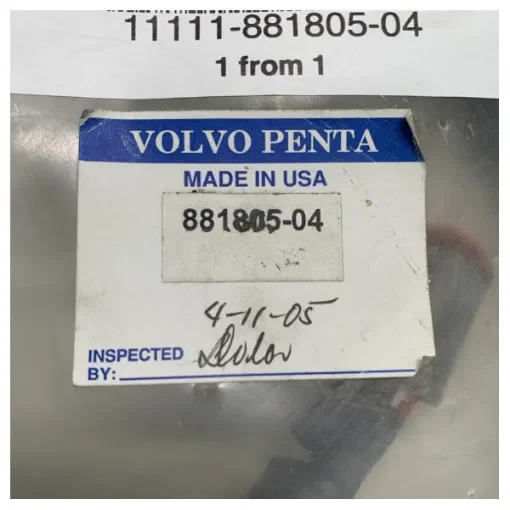 11111-881805-04
1 from 1
VOLVO PENTA
MADE IN USA
881805-04
4-11-05
INSPECTED
BY: